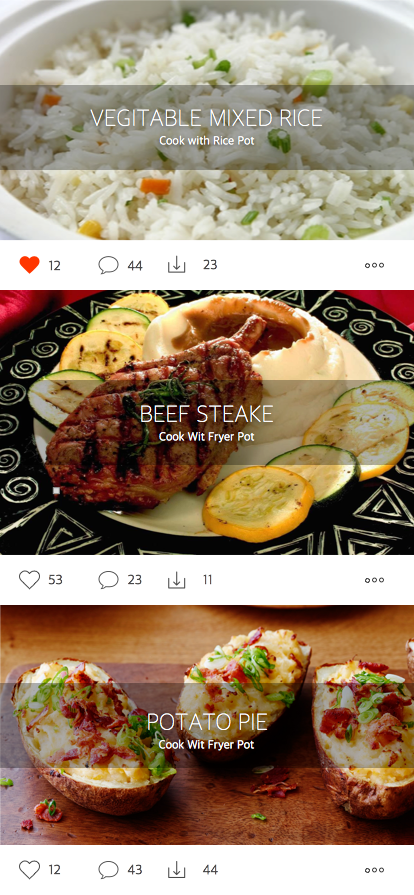 VEGITABLE MIXED RICE
Cook with Rice Pot
12 44 23
BEEF STEAKE
Cook Wit Fryer Pot
53 23 11
POTATO PIE
Cook Wit Fryer Pot
12 43 44